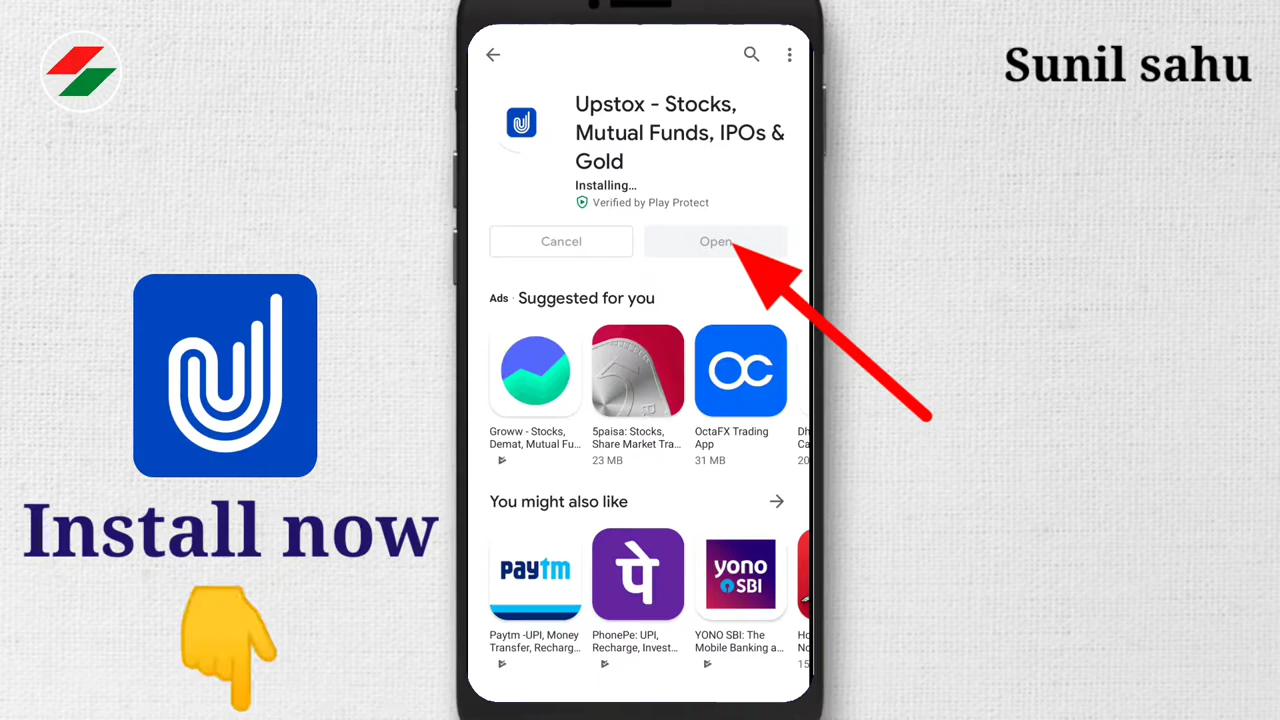 Sunil sahu
Upstox - Stocks,
Mutual Funds, IPOs &
Gold
Installing...
Verified by Play Protect
Cancel
Open
Ads · Suggested for you
Groww - Stocks,
Demat, Mutual Fu...
5paisa: Stocks,
Share Market Tra...
23 MB
OctaFX Trading
App
31 MB
Install now
You might also like
paytm
पे
yono
SBI
Paytm -UPI, Money
Transfer, Recharg...
PhonePe: UPI,
Recharge, Invest...
YONO SBI: The
Mobile Banking a...